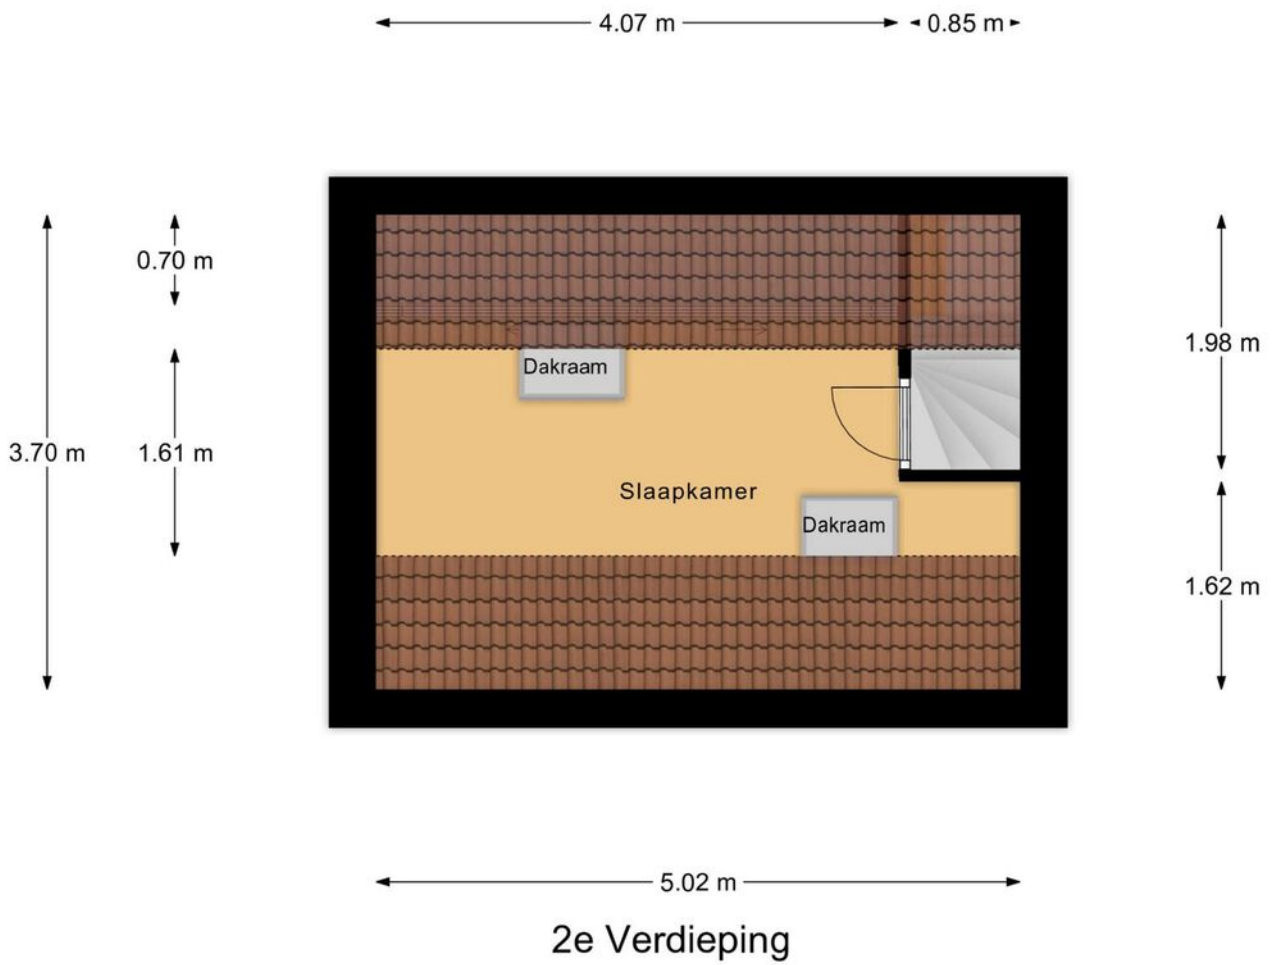 4.07 m
0.85 m
0.70 m
1.98 m
Dakraam
3.70 m
1.61 m
Slaapkamer
Dakraam
1.62 m
5.02 m
2e Verdieping